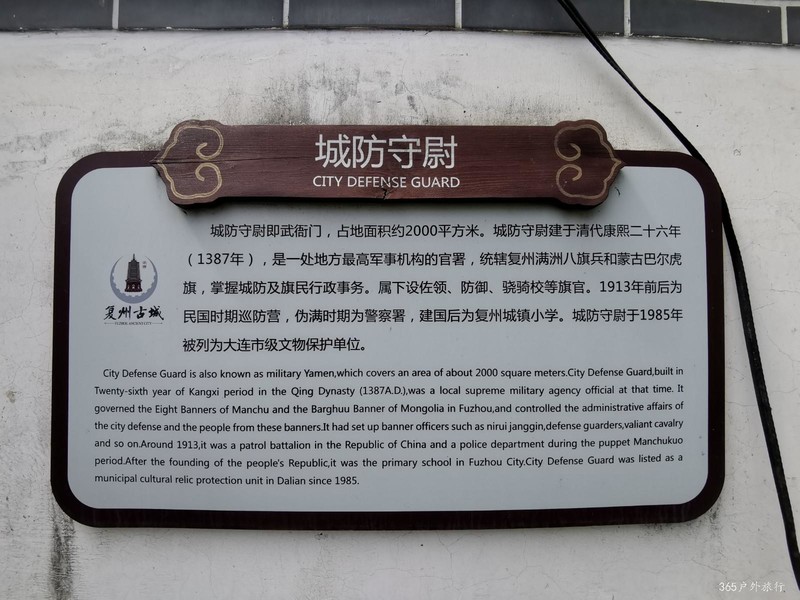 城防守尉
CITY DEFENSE GUARD
城防守尉即武衙门，占地面积约2000平方米。城防守尉建于清代康熙二十六年
（1387年），是一处地方最高军事机构的官署，统辖复州满洲八旗兵和蒙古巴尔虎
旗，掌握城防及旗民行政事务。属下设佐领、防御、骁骑校等旗官。1913年前后为
民国时期巡防营，伪满时期为警察署，建国后为复州城镇小学。城防守尉于1985年
被列为大连市级文物保护单位。
复州古城
City Defense Guard is also known as military Yamen,which covers an area of about 2000 square meters.City Defense Guard,built in
Twenty-sixth year of Kangxi period in the Qing Dynasty (1387A.D.),was a local supreme military agency official at that time. It
governed the Eight Banners of Manchu and the Barghuu Banner of Mongolia in Fuzhou,and controlled the administrative affairs of
the city defense and the people from these banners.It had set up banner officers such as nirui janggin,defense guarders,valiant cavalry
and so on.Around 1913,it was a patrol battalion in the Republic of China and a police department during the puppet Manchukuo
period.After the founding of the people's Republic,it was the primary school in Fuzhou City.City Defense Guard was listed as a
municipal cultural relic protection unit in Dalian since 1985.
365户外旅行